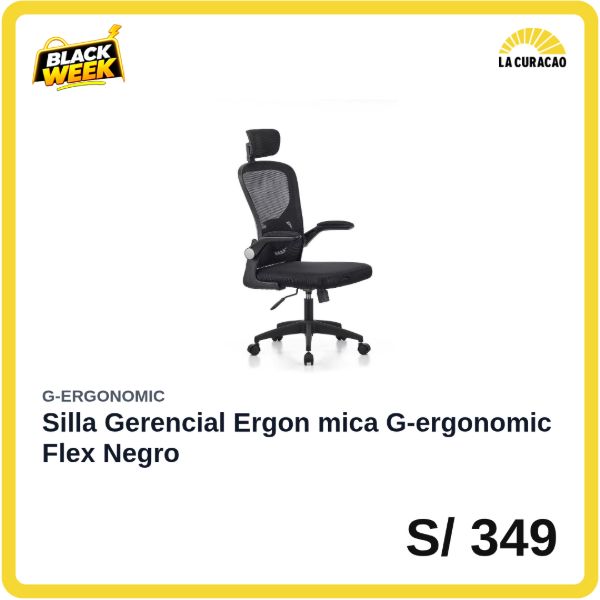 BLACK
WEEK
LA CURACAO
G-ERGONOMIC
Silla Gerencial Ergon mica G-ergonomic
Flex Negro
S/ 349